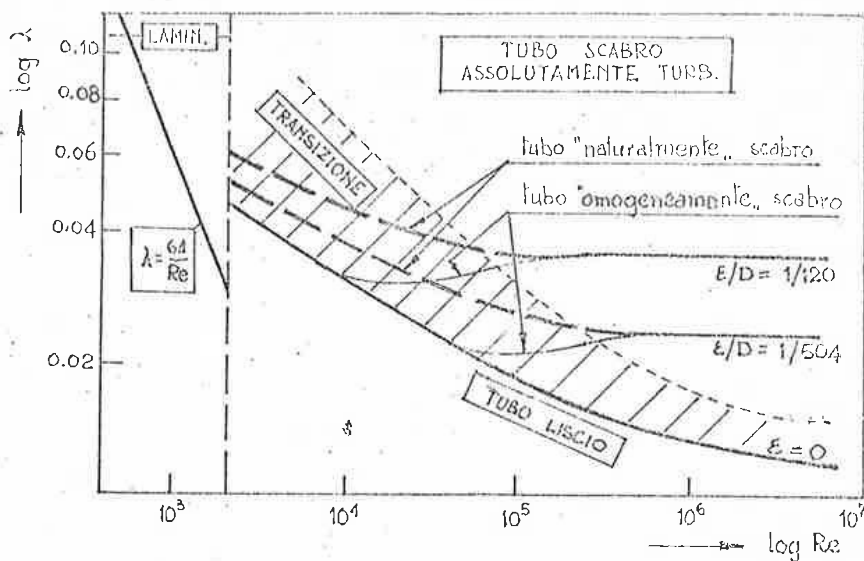 log λ
0.10
0.08
0.06
0.04
0.02
LAMIN.
λ = 64/Re
TUBO SCABRO
ASSOLUTAMENTE TURB.
TRANSIZIONE
tubo "naturalmente„ scabro
tubo "omogeneamente„ scabro
ε/D = 1/120
ε/D = 1/504
TUBO LISCIO
ε = 0
10³
10⁴
10⁵
10⁶
10⁷
log Re